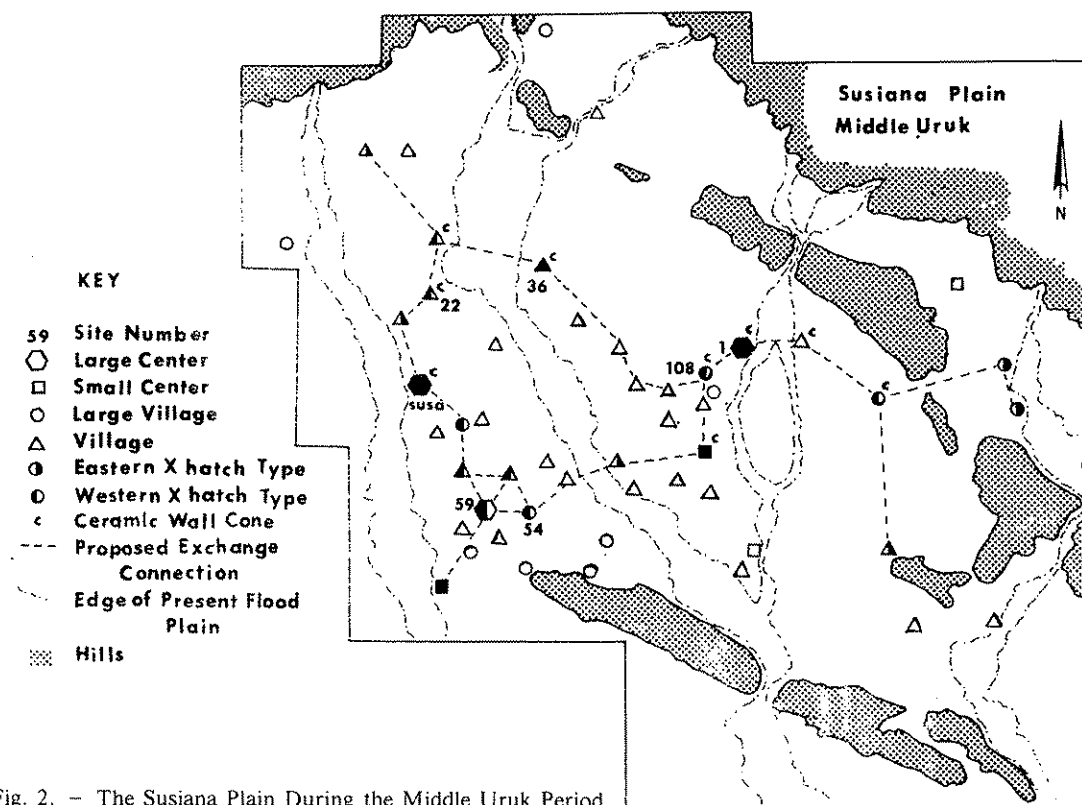 Susiana Plain
Middle Uruk
N
c
c
36
c
22
c
susa
1
c
108
c
c
c
c
59
54
KEY
59 Site Number
Large Center
Small Center
Large Village
Village
Eastern X hatch Type
Western X hatch Type
c Ceramic Wall Cone
Proposed Exchange
Connection
Edge of Present Flood
Plain
Hills
Fig. 2. – The Susiana Plain During the Middle Uruk Period